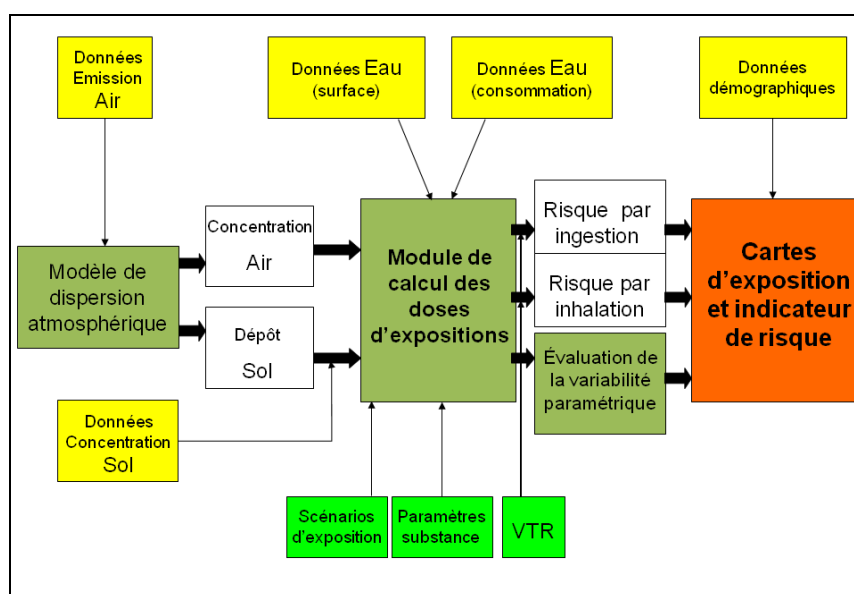 Données
Emission
Air
Données Eau
(surface)
Données Eau
(consommation)
Données
démographiques
Modèle de
dispersion
atmosphérique
Concentration
Air
Dépôt
Sol
Données
Concentration
Sol
Module de
calcul des
doses
d'expositions
Risque par
ingestion
Risque par
inhalation
Évaluation de
la variabilité
paramétrique
Cartes
d'exposition
et indicateur
de risque
Scénarios
d'exposition
Paramètres
substance
VTR